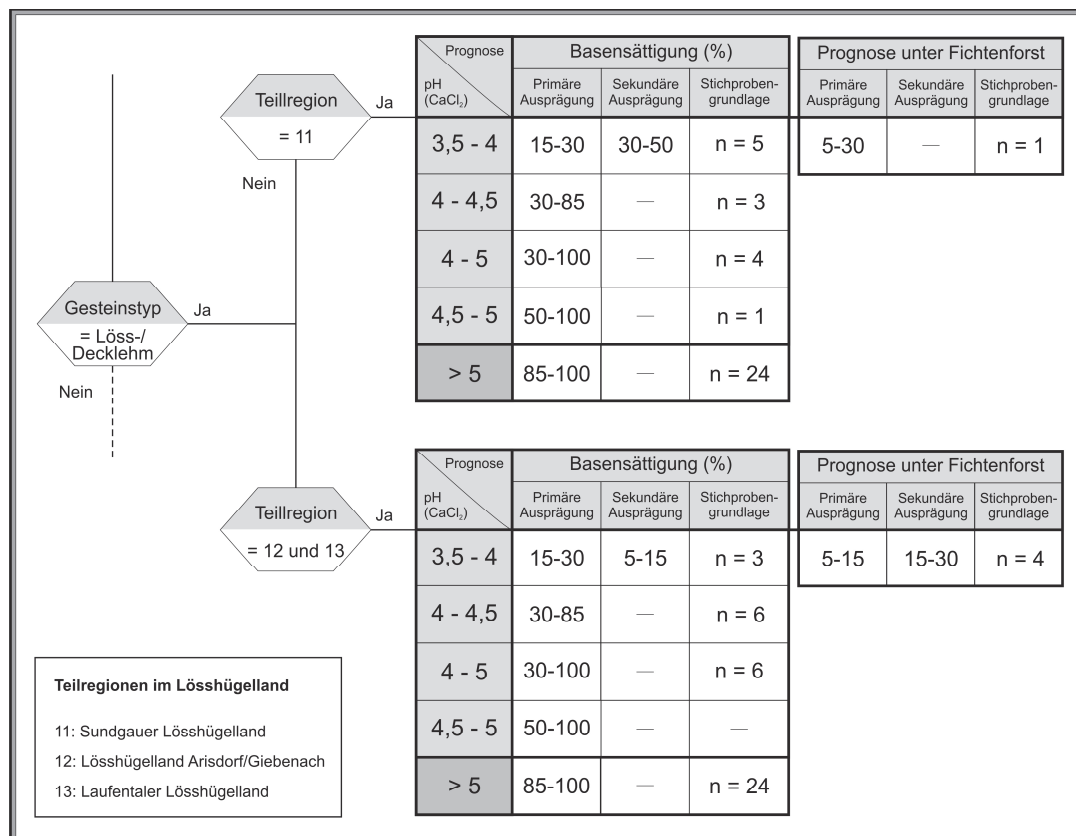 Teillregion
= 11
Ja
Nein
Prognose
pH
(CaCl₂)
Basensättigung (%)
Primäre Ausprägung
Sekundäre Ausprägung
Stichproben-grundlage
Prognose unter Fichtenforst
Primäre Ausprägung
Sekundäre Ausprägung
Stichproben-grundlage
3,5 - 4 15-30 30-50 n = 5 5-30 — n = 1
4 - 4,5 30-85 — n = 3
4 - 5 30-100 — n = 4
4,5 - 5 50-100 — n = 1
> 5 85-100 — n = 24
Gesteinstyp
= Löss-/
Decklehm
Ja
Nein
Teillregion
= 12 und 13
Ja
Prognose
pH
(CaCl₂)
Basensättigung (%)
Primäre Ausprägung
Sekundäre Ausprägung
Stichproben-grundlage
Prognose unter Fichtenforst
Primäre Ausprägung
Sekundäre Ausprägung
Stichproben-grundlage
3,5 - 4 15-30 5-15 n = 3 5-15 15-30 n = 4
4 - 4,5 30-85 — n = 6
4 - 5 30-100 — n = 6
4,5 - 5 50-100 — —
> 5 85-100 — n = 24
Teilregionen im Lösshügelland
11: Sundgauer Lösshügelland
12: Lösshügelland Arisdorf/Giebenach
13: Laufentaler Lösshügelland